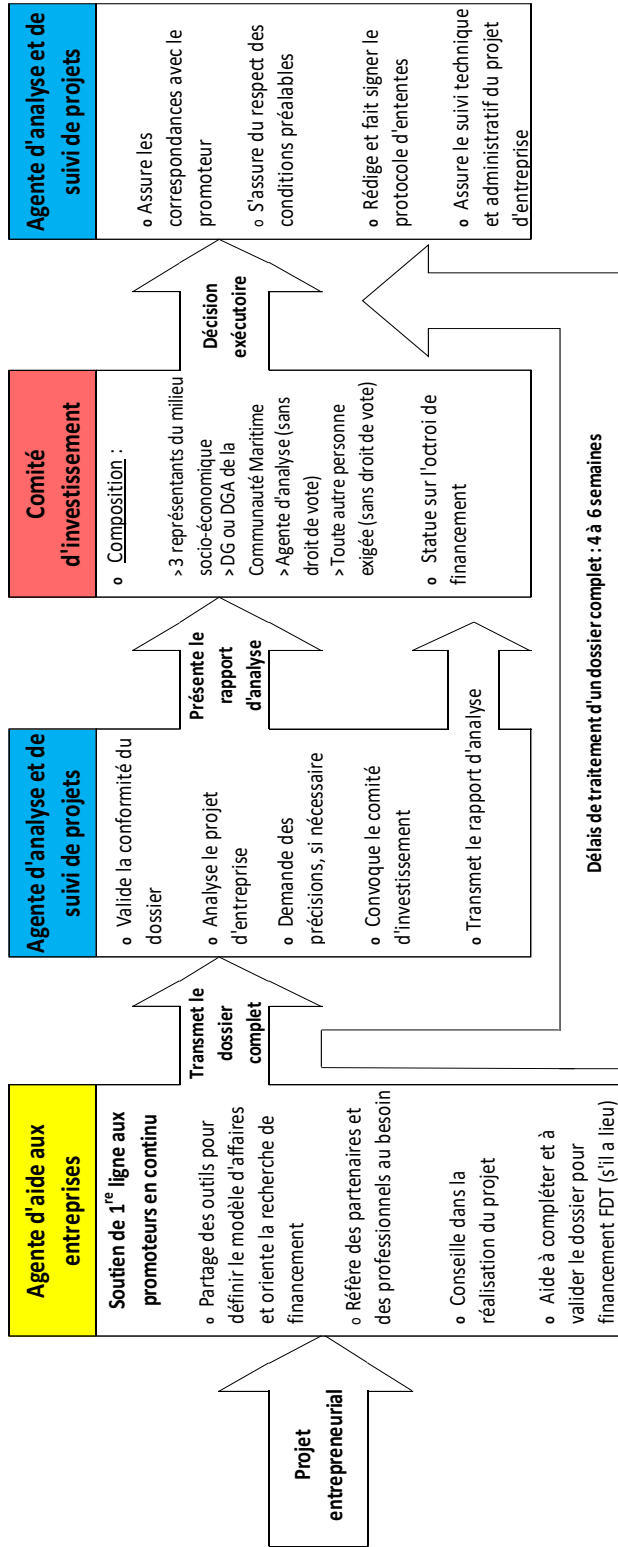 Projet
entrepreneurial
Agente d'aide aux
entreprises
Soutien de 1re ligne aux
promoteurs en continu
o Partage des outils pour
définir le modèle d'affaires
et oriente la recherche de
financement
o Réfère des partenaires et
des professionnels au besoin
o Conseille dans la
réalisation du projet
o Aide à compléter et à
valider le dossier pour
financement FDT (s'il a lieu)
Transmet le
dossier
complet
Agente d'analyse et de
suivi de projets
o Valide la conformité du
dossier
o Analyse le projet
d'entreprise
o Demande des
précisions, si nécessaire
o Convoque le comité
d'investissement
o Transmet le rapport d'analyse
Présente le
rapport
d'analyse
Comité
d'investissement
o Composition :
> 3 représentants du milieu
socio-économique
> DG ou DGA de la
Communauté Maritime
> Agente d'analyse (sans
droit de vote)
> Toute autre personne
exigée (sans droit de vote)
o Statue sur l'octroi de
financement
Décision
exécutoire
Agente d'analyse et de
suivi de projets
o Assure les
correspondances avec le
promoteur
o S'assure du respect des
conditions préalables
o Rédige et fait signer le
protocole d'ententes
o Assure le suivi technique
et administratif du projet
d'entreprise
Délais de traitement d'un dossier complet : 4 à 6 semaines